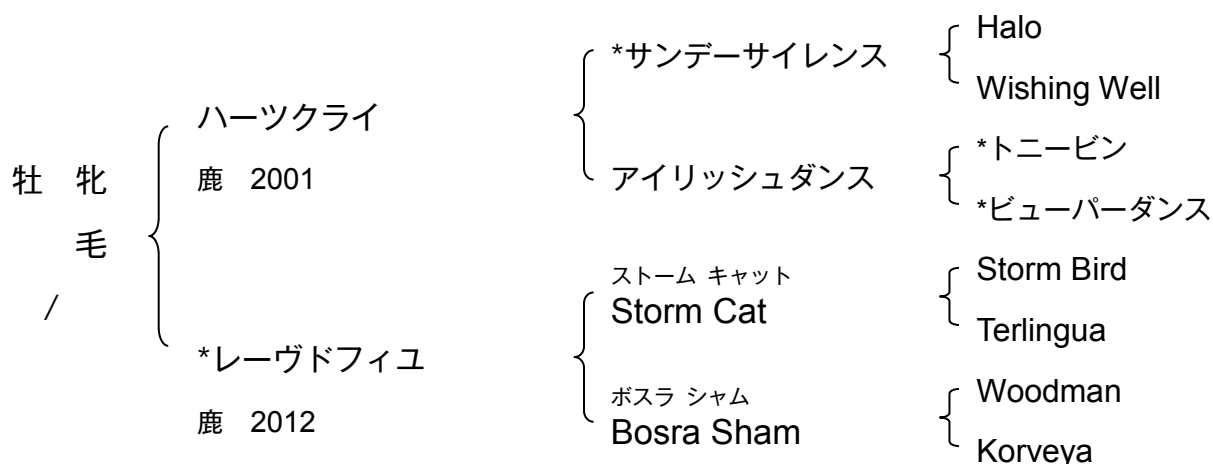 牡 牝
毛
/
ハーツクライ
鹿 2001
*レーヴドフィユ
鹿 2012
*サンデーサイレンス
アイリッシュダンス
ストーム キャット
Storm Cat
ボスラ シャム
Bosra Sham
Halo
Wishing Well
*トニービン
*ビューパーダンス
Storm Bird
Terlingua
Woodman
Korveya